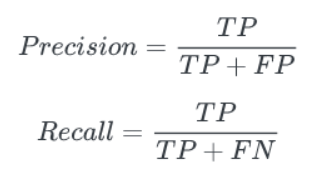 Precision = TP / TP + FP
Recall = TP / TP + FN